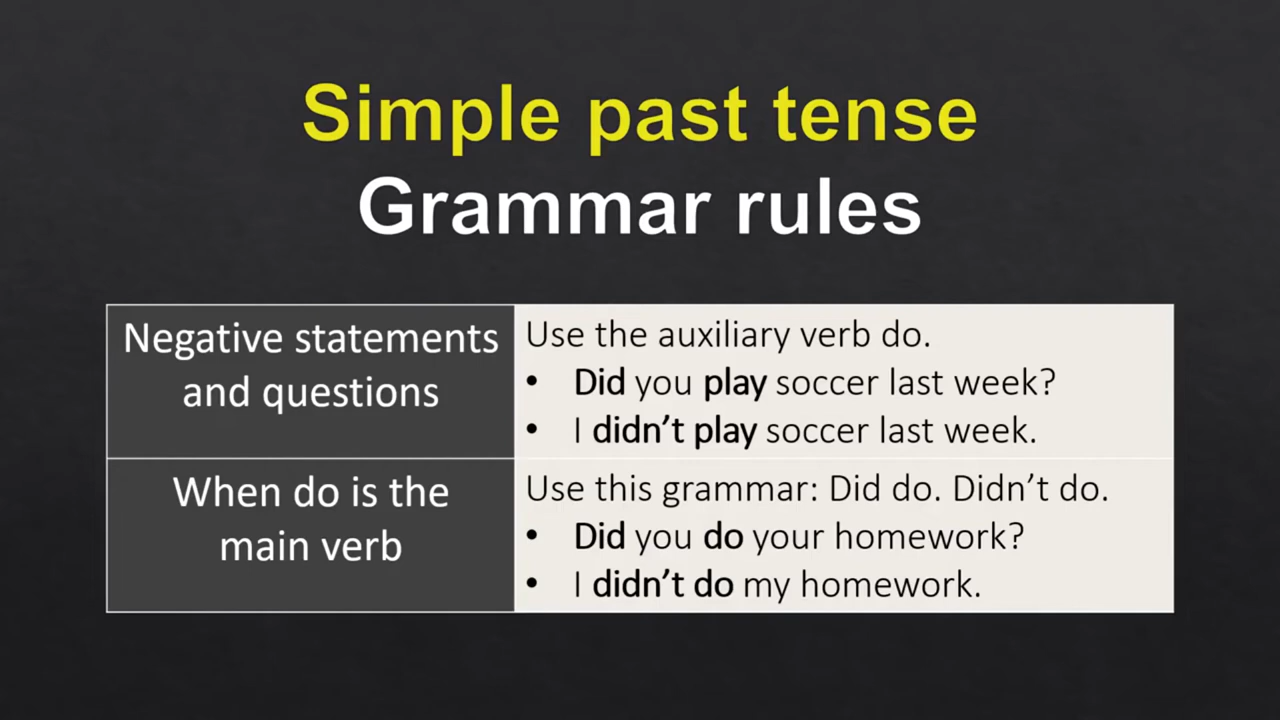 Simple past tense
Grammar rules
Negative statements
and questions
Use the auxiliary verb do.
• Did you play soccer last week?
• I didn’t play soccer last week.
When do is the
main verb
Use this grammar: Did do. Didn’t do.
• Did you do your homework?
• I didn’t do my homework.